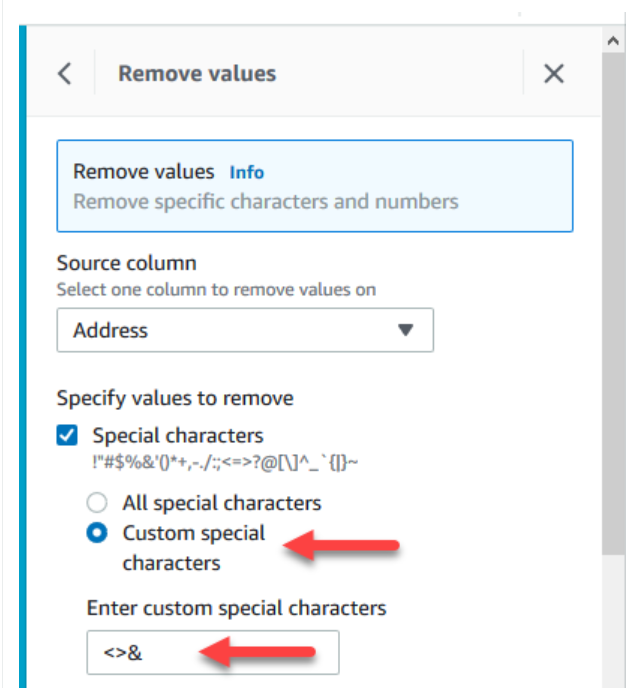 Remove values
Remove values Info
Remove specific characters and numbers
Source column
Select one column to remove values on
Address
Specify values to remove
Special characters
!"#$%&'()*+,-./:;<=>?@[\]^_`{|}~
All special characters
Custom special
characters
Enter custom special characters
<>&